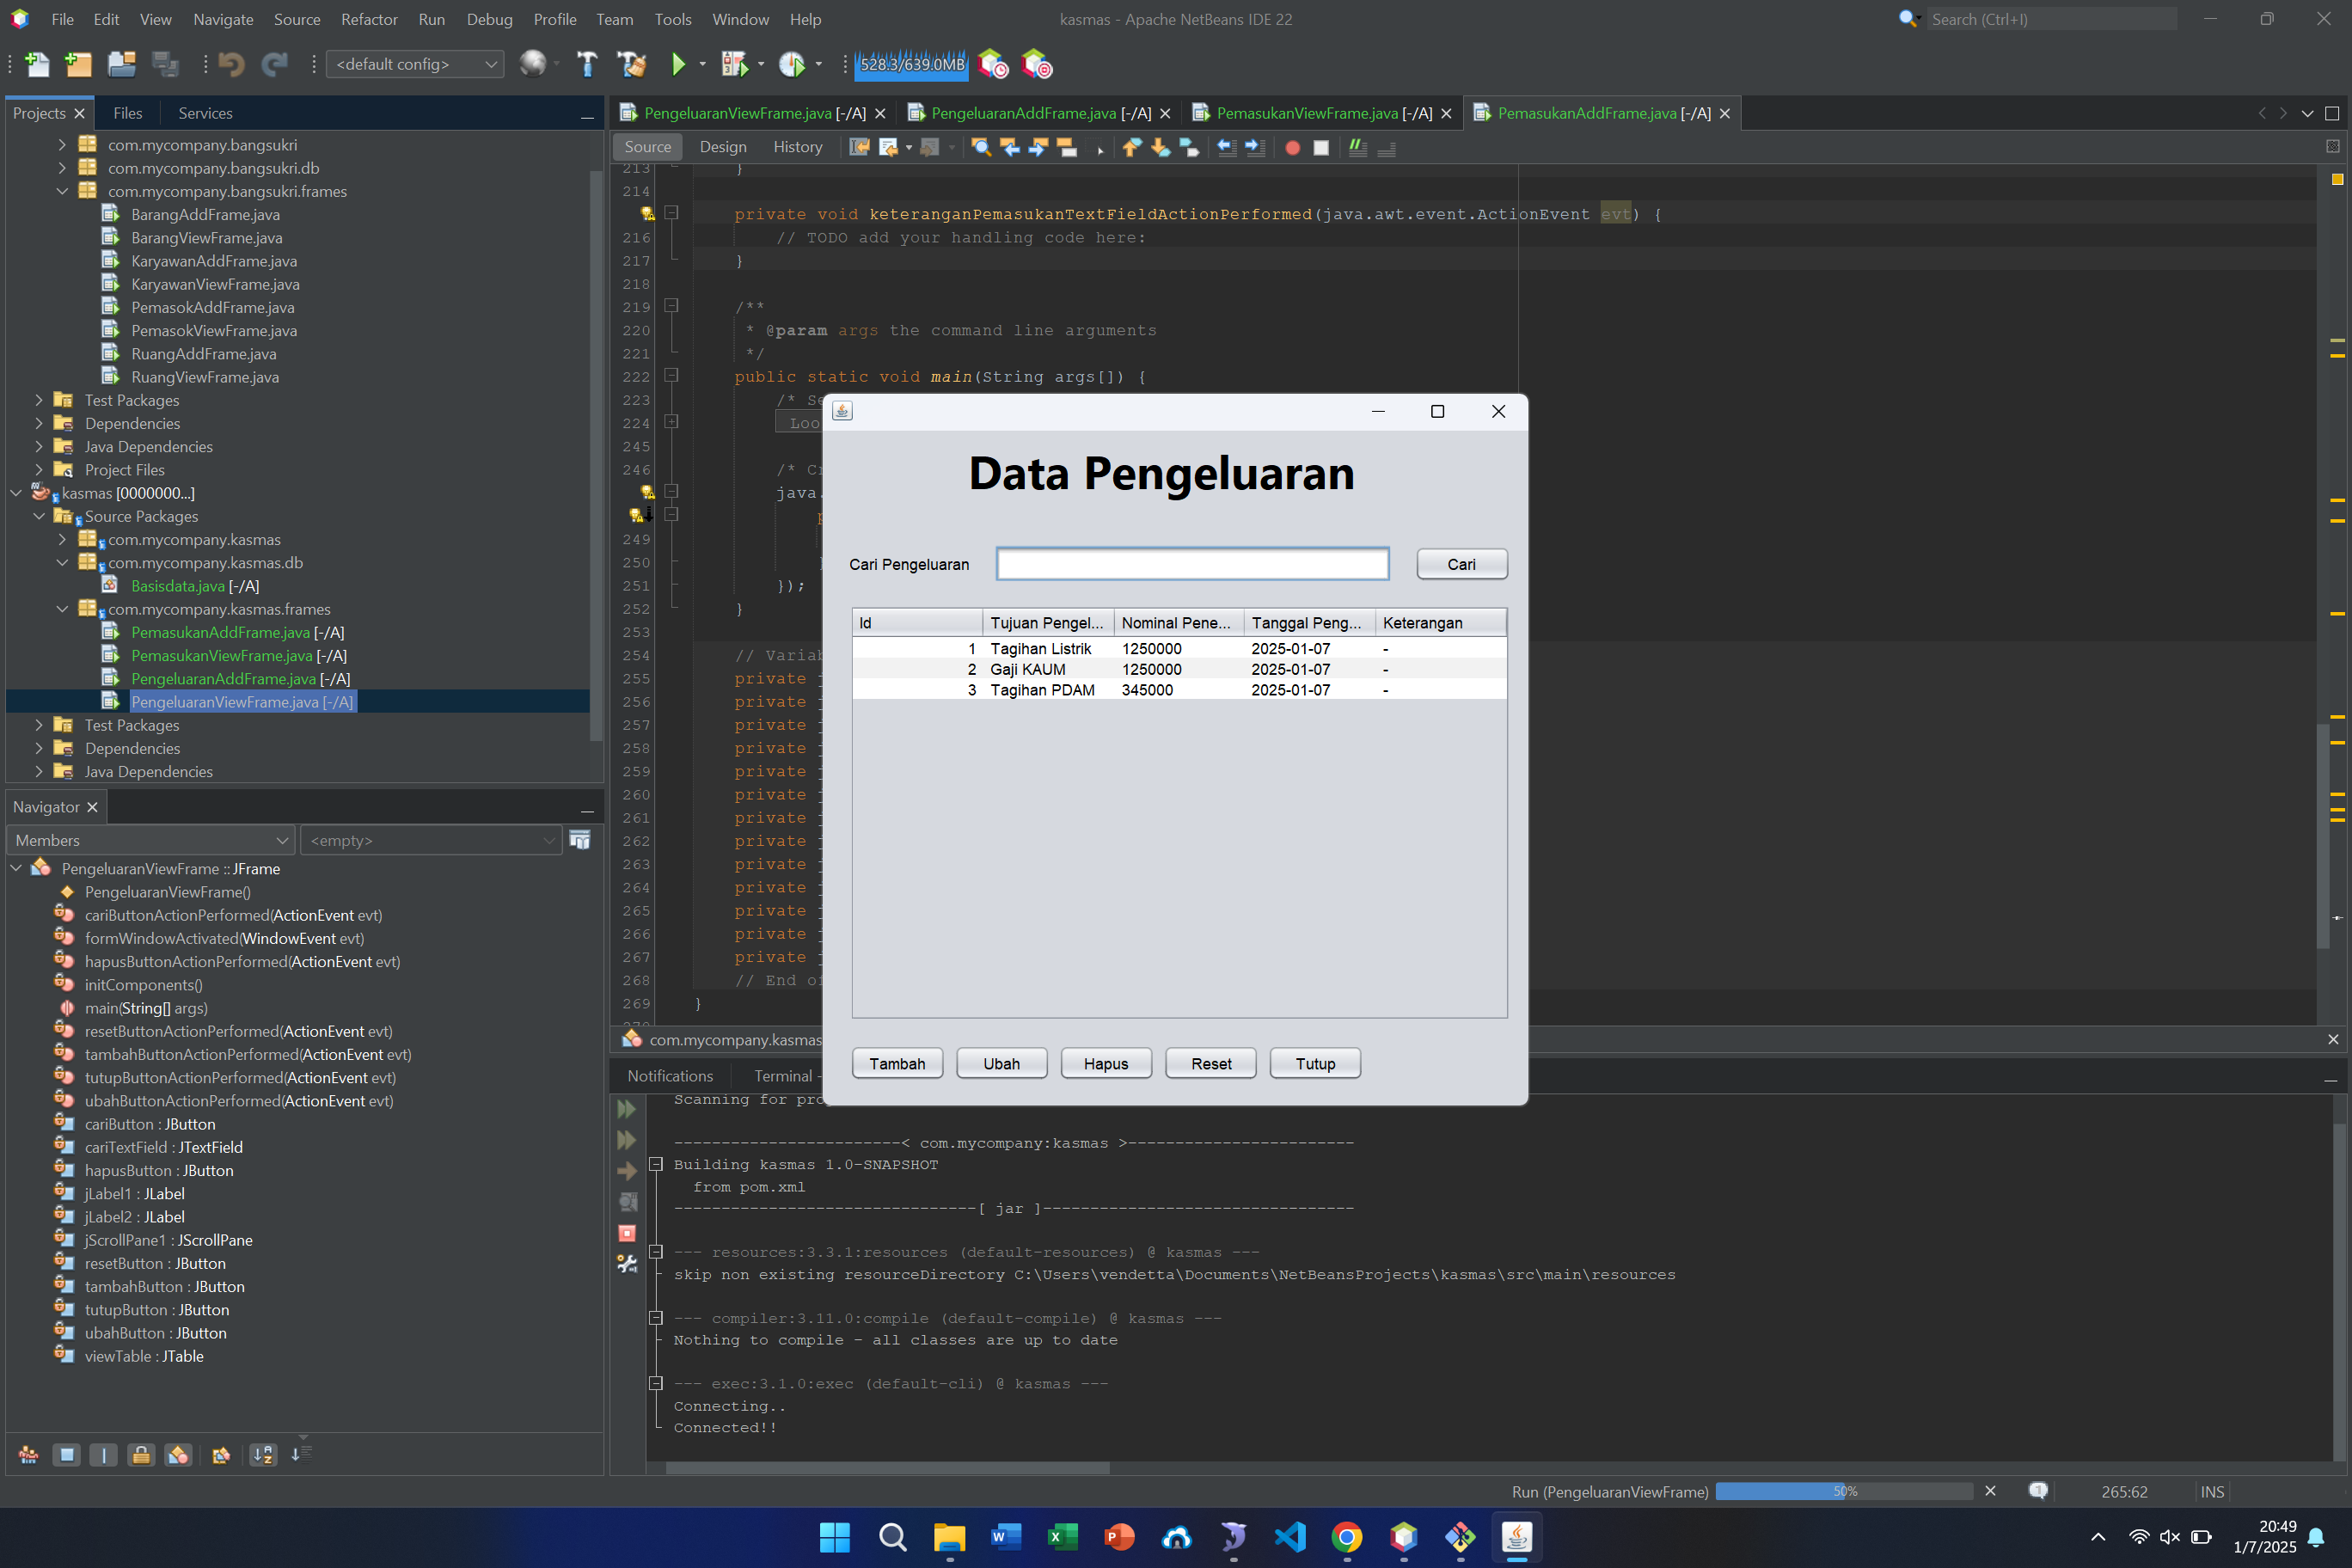 File Edit View Navigate Source Refactor Run Debug Profile Team Tools Window Help
kasmas - Apache NetBeans IDE 22
Search (Ctrl+I)
<default config>
528.3/639.0MB
Projects
Files
Services
com.mycompany.bangsukri
com.mycompany.bangsukri.db
com.mycompany.bangsukri.frames
BarangAddFrame.java
BarangViewFrame.java
KaryawanAddFrame.java
KaryawanViewFrame.java
PemasokAddFrame.java
PemasokViewFrame.java
RuangAddFrame.java
RuangViewFrame.java
Test Packages
Dependencies
Java Dependencies
Project Files
kasmas [0000000...]
Source Packages
com.mycompany.kasmas
com.mycompany.kasmas.db
Basisdata.java [-/A]
com.mycompany.kasmas.frames
PemasukanAddFrame.java [-/A]
PemasukanViewFrame.java [-/A]
PengeluaranAddFrame.java [-/A]
PengeluaranViewFrame.java [-/A]
Test Packages
Dependencies
Java Dependencies
Navigator
Members
<empty>
PengeluaranViewFrame :: JFrame
PengeluaranViewFrame()
cariButtonActionPerformed(ActionEvent evt)
formWindowActivated(WindowEvent evt)
hapusButtonActionPerformed(ActionEvent evt)
initComponents()
main(String[] args)
resetButtonActionPerformed(ActionEvent evt)
tambahButtonActionPerformed(ActionEvent evt)
tutupButtonActionPerformed(ActionEvent evt)
ubahButtonActionPerformed(ActionEvent evt)
cariButton : JButton
cariTextField : JTextField
hapusButton : JButton
jLabel1 : JLabel
jLabel2 : JLabel
jScrollPane1 : JScrollPane
resetButton : JButton
tambahButton : JButton
tutupButton : JButton
ubahButton : JButton
viewTable : JTable
PengeluaranViewFrame.java [-/A]
PengeluaranAddFrame.java [-/A]
PemasukanViewFrame.java [-/A]
PemasukanAddFrame.java [-/A]
Source Design History
213 }
214
private void keteranganPemasukanTextFieldActionPerformed(java.awt.event.ActionEvent evt) {
216 // TODO add your handling code here:
217 }
218
219 /**
220 * @param args the command line arguments
221 */
222 public static void main(String args[]) {
223 /* Se
224 Loo
245
246 /* Cr
java.
249
250
251 });
252 }
253
254 // Variab
255 private
256 private
257 private
258 private
259 private
260 private
261 private
262 private
263 private
264 private
265 private
266 private
267 private
268 // End of
269 }
com.mycompany.kasmas
Data Pengeluaran
Cari Pengeluaran
Cari
Id Tujuan Pengel... Nominal Pene... Tanggal Peng... Keterangan
1 Tagihan Listrik 1250000 2025-01-07 -
2 Gaji KAUM 1250000 2025-01-07 -
3 Tagihan PDAM 345000 2025-01-07 -
Tambah Ubah Hapus Reset Tutup
Notifications
Terminal -
Scanning for pro
------------------------< com.mycompany:kasmas >------------------------
Building kasmas 1.0-SNAPSHOT
from pom.xml
--------------------------------[ jar ]---------------------------------
--- resources:3.3.1:resources (default-resources) @ kasmas ---
skip non existing resourceDirectory C:\Users\vendetta\Documents\NetBeansProjects\kasmas\src\main\resources
--- compiler:3.11.0:compile (default-compile) @ kasmas ---
Nothing to compile - all classes are up to date
--- exec:3.1.0:exec (default-cli) @ kasmas ---
Connecting..
Connected!!
Run (PengeluaranViewFrame)
50%
1
265:62
INS
20:49
1/7/2025